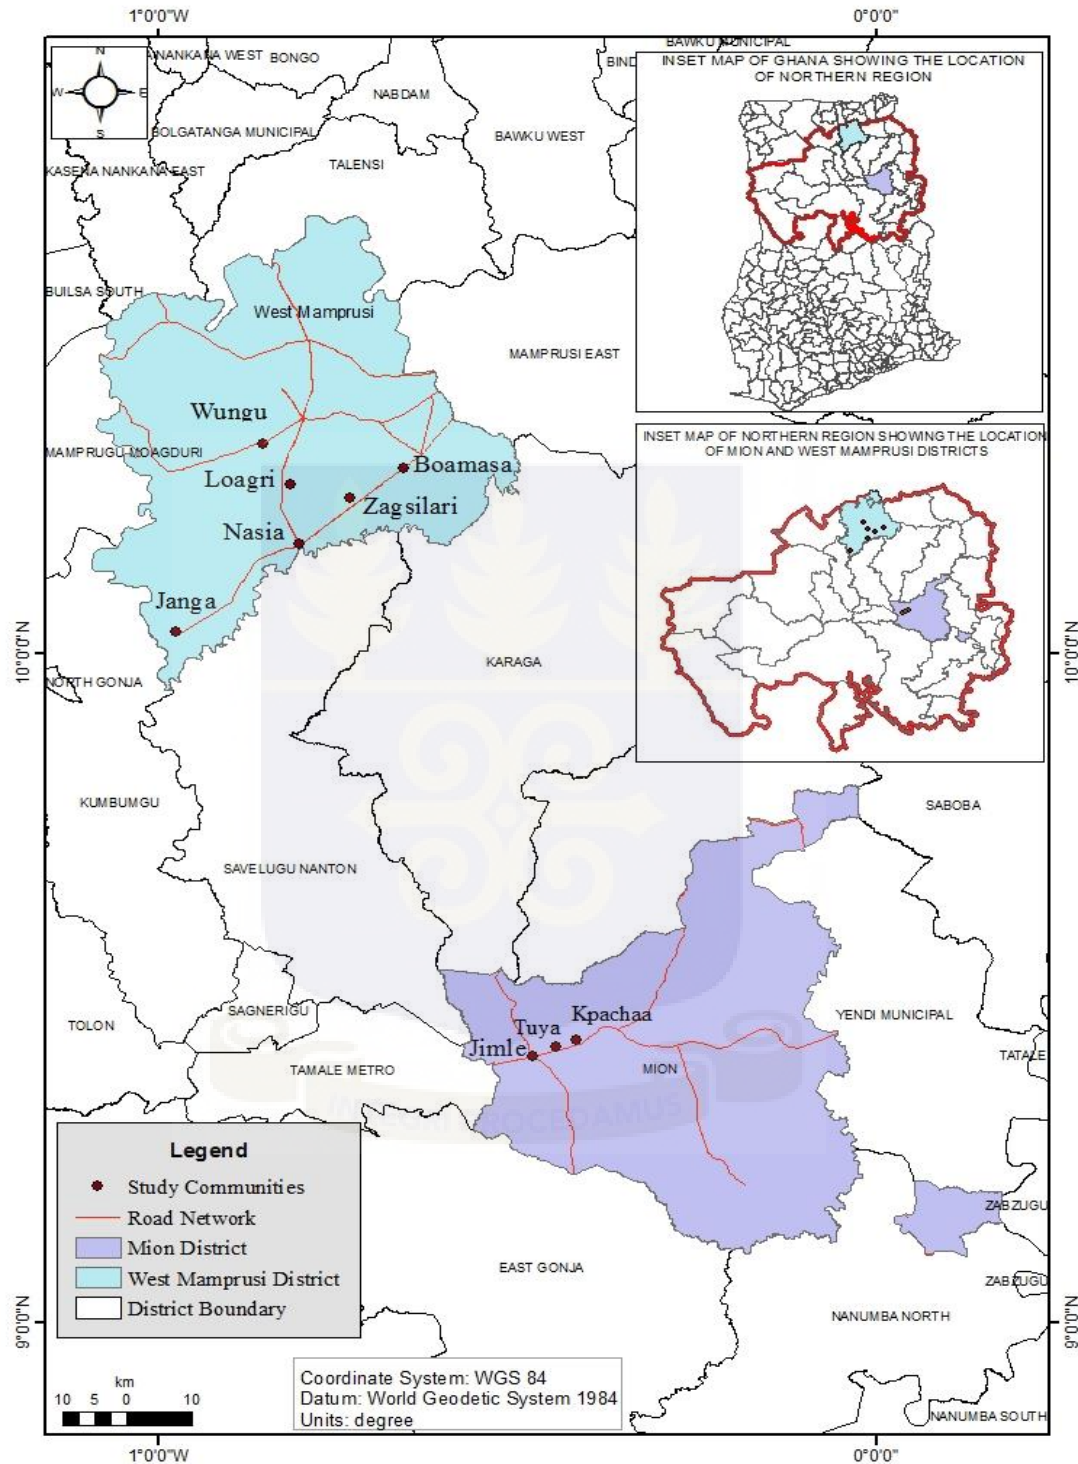 1°0'0"W
0°0'0"
N
W
E
S
NANKANA WEST
BONGO
BAWKU MUNICIPAL
BIND
NABDAM
BOLGATANGA MUNICIPAL
BAWKU WEST
KASENA NANKANA EAST
TALENSI
INSET MAP OF GHANA SHOWING THE LOCATION
OF NORTHERN REGION
BUILSA SOUTH
West Mamprusi
MAMPRUSI EAST
Wungu
MAMPRUGU MOAGDURI
Boamasa
Loagri
Zagsilari
Nasia
Janga
INSET MAP OF NORTHERN REGION SHOWING THE LOCATION
OF MION AND WEST MAMPRUSI DISTRICTS
10°0'0"N
10°0'0"N
KARAGA
NORTH GONJA
KUMBUMGU
SABOBA
SAVELUGU NANTON
SAGNERIGU
TOLON
Kpachaa
Tuya
Jimle
YENDI MUNICIPAL
TATALE
TAMALE METRO
MION
INTEGRI PROCEDAMUS
Legend
Study Communities
Road Network
Mion District
West Mamprusi District
District Boundary
ZABZUGU
EAST GONJA
ZABZUGU
NANUMBA NORTH
9°0'0"N
9°0'0"N
km
10 5 0 10
Coordinate System: WGS 84
Datum: World Geodetic System 1984
Units: degree
NANUMBA SOUTH
1°0'0"W
0°0'0"